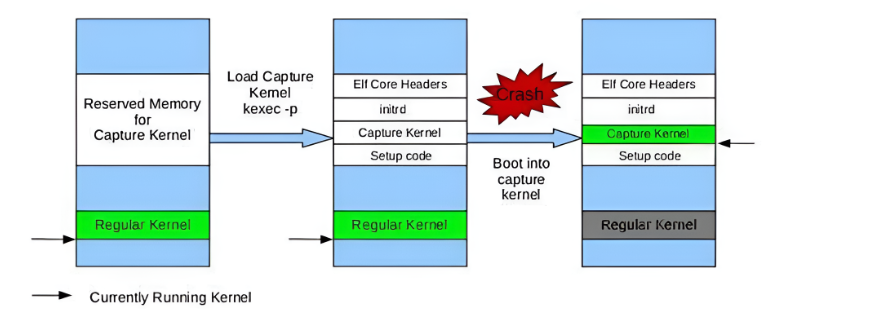 Reserved Memory
for
Capture Kernel
Regular Kernel
Load Capture
Kernel
kexec -p
Elf Core Headers
initrd
Capture Kernel
Setup code
Regular Kernel
Crash
Boot into
capture
kernel
Elf Core Headers
initrd
Capture Kernel
Setup code
Regular Kernel
Currently Running Kernel